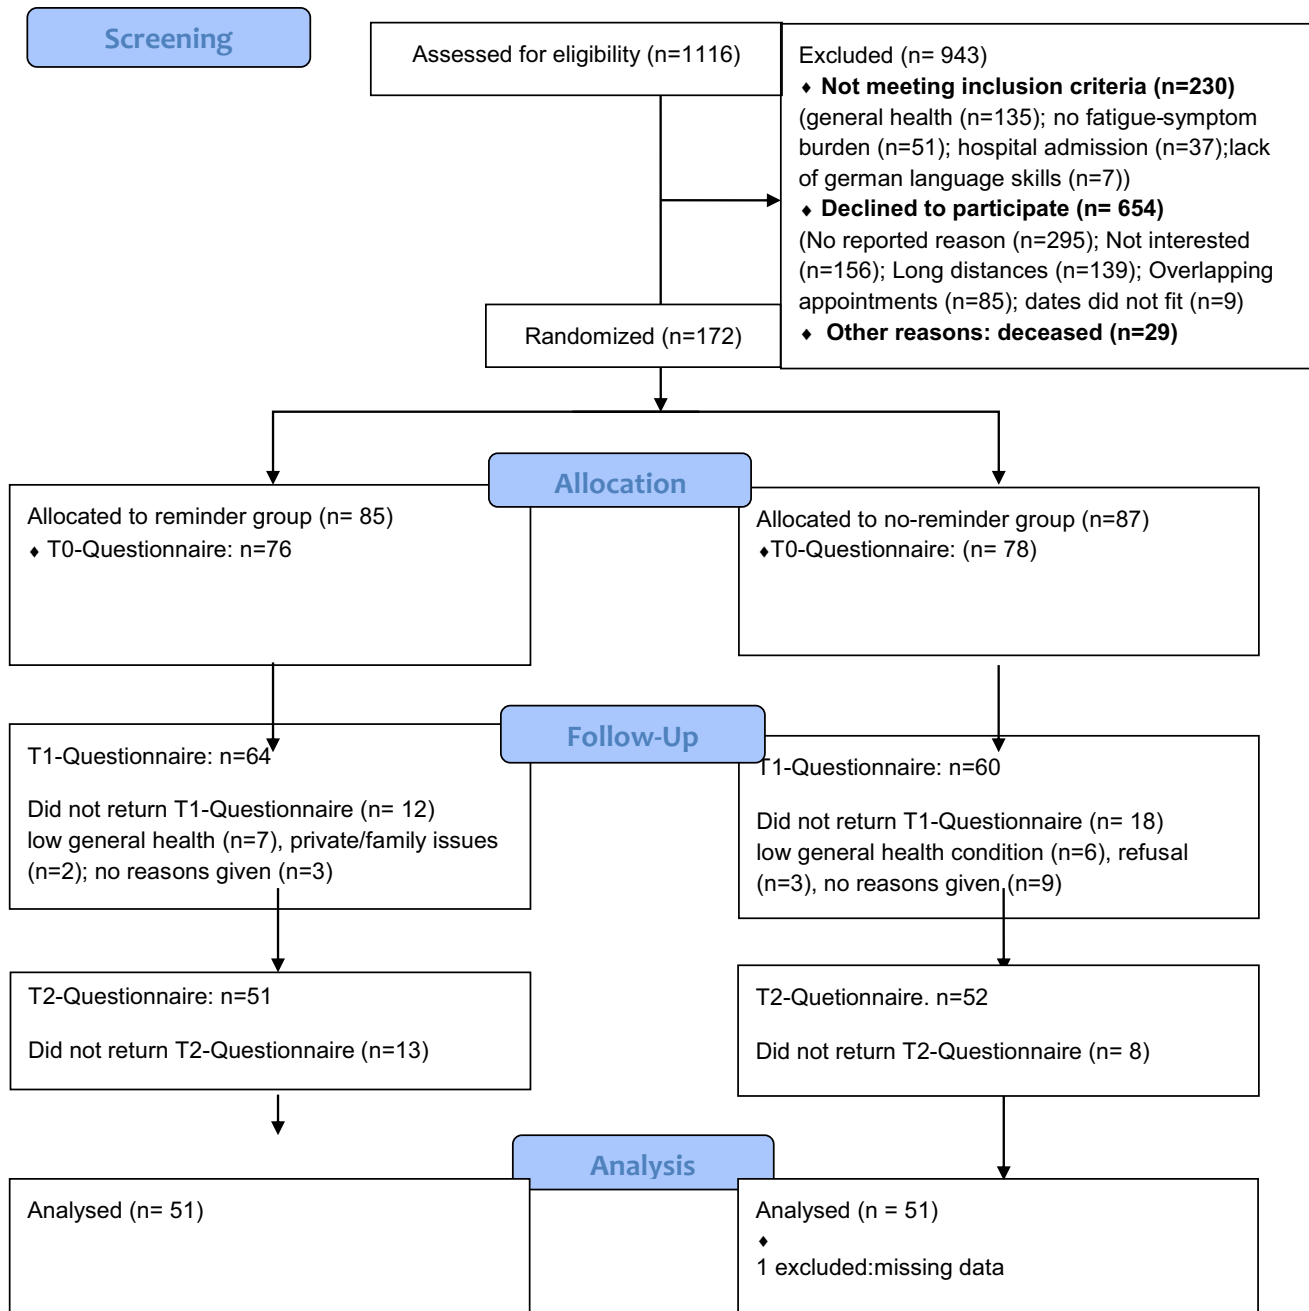 Screening
Assessed for eligibility (n=1116)
Excluded (n= 943)
♦ Not meeting inclusion criteria (n=230)
(general health (n=135); no fatigue-symptom
burden (n=51); hospital admission (n=37);lack
of german language skills (n=7))
♦ Declined to participate (n= 654)
(No reported reason (n=295); Not interested
(n=156); Long distances (n=139); Overlapping
appointments (n=85); dates did not fit (n=9)
♦ Other reasons: deceased (n=29)
Randomized (n=172)
Allocation
Allocated to reminder group (n= 85)
♦ T0-Questionnaire: n=76
Allocated to no-reminder group (n=87)
♦T0-Questionnaire: (n= 78)
Follow-Up
T1-Questionnaire: n=64
Did not return T1-Questionnaire (n= 12)
low general health (n=7), private/family issues
(n=2); no reasons given (n=3)
T1-Questionnaire: n=60
Did not return T1-Questionnaire (n= 18)
low general health condition (n=6), refusal
(n=3), no reasons given (n=9)
T2-Questionnaire: n=51
Did not return T2-Questionnaire (n=13)
T2-Quetionnaire. n=52
Did not return T2-Questionnaire (n= 8)
Analysis
Analysed (n= 51)
Analysed (n = 51)
♦
1 excluded:missing data